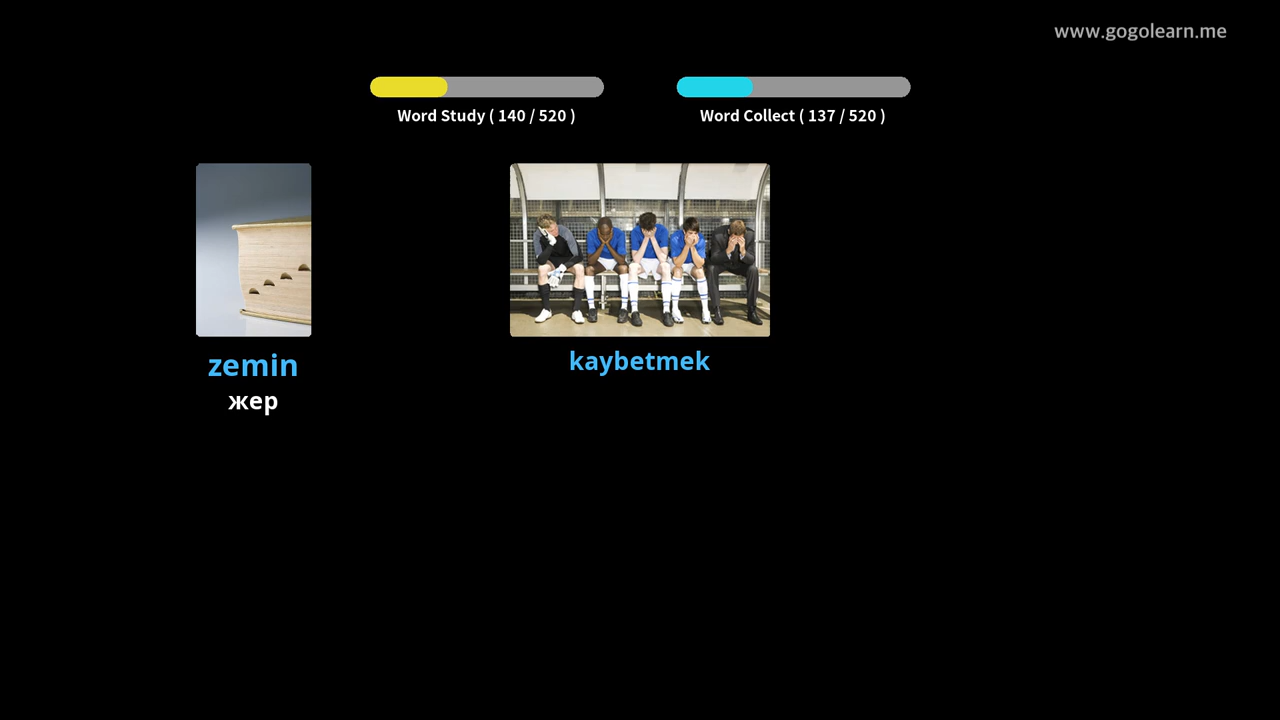 www.gogolearn.me
Word Study ( 140 / 520 )
Word Collect ( 137 / 520 )
zemin
жер
kaybetmek